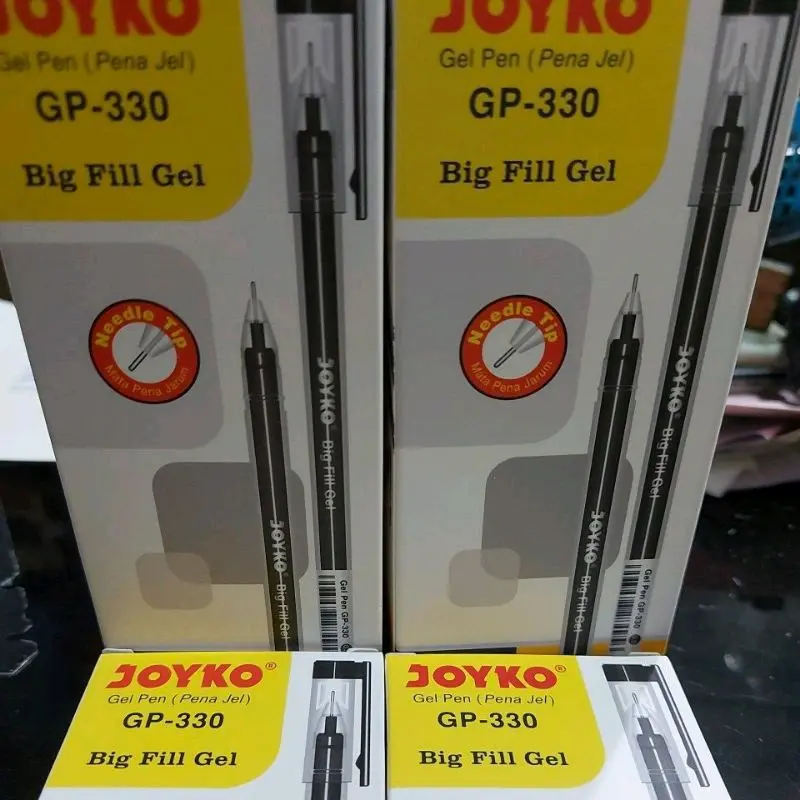 JOYKO
Gel Pen (Pena Jel)
GP-330
Big Fill Gel
Needle Tip
Mata Pena Jarum
JOYKO Big Fill Gel
JOYKO® Big Fill Gel
Gel Pen GP-330
JOYKO
Gel Pen (Pena Jel)
GP-330
Big Fill Gel
Needle Tip
Mata Pena Jarum
JOYKO Big Fill Gel
JOYKO® Big Fill Gel
Gel Pen GP-330
JOYKO®
Gel Pen (Pena Jel)
GP-330
Big Fill Gel
JOYKO®
Gel Pen (Pena Jel)
GP-330
Big Fill Gel